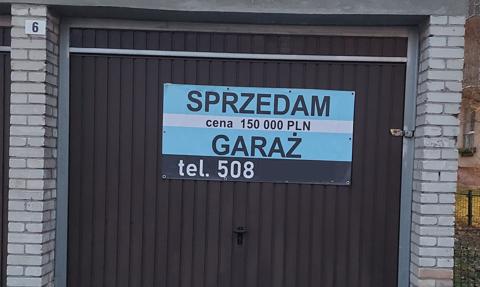 6
SPRZEDAM
cena 150 000 PLN
GARAŻ
tel. 508